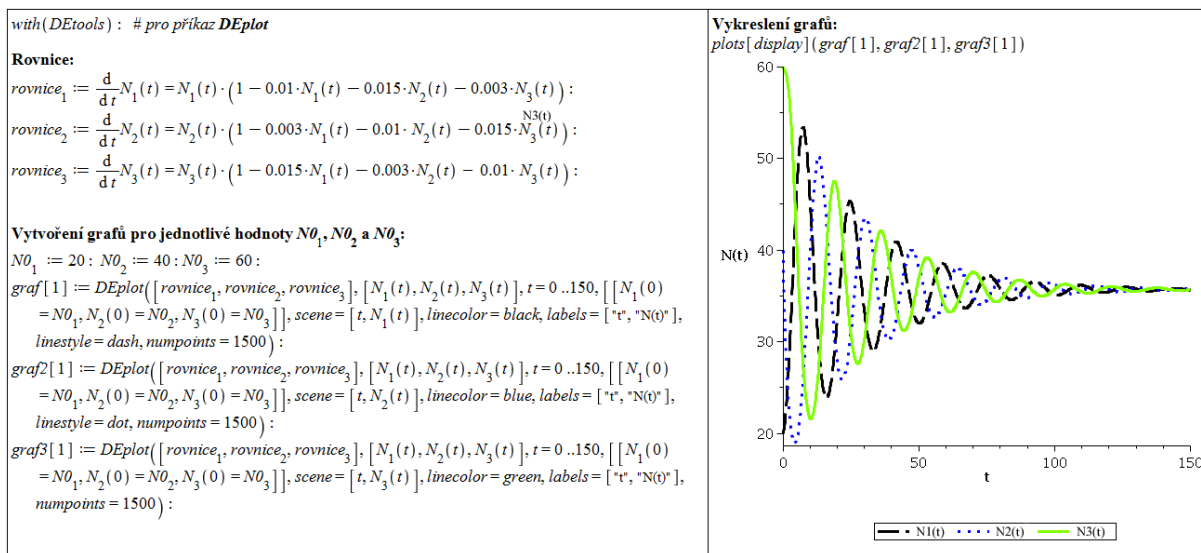 with(DEtools) : # pro příkaz DEplot
Rovnice:
rovnice₁ := d/dt N₁(t) = N₁(t)·(1 − 0.01·N₁(t) − 0.015·N₂(t) − 0.003·N₃(t)) :
N3(t)
rovnice₂ := d/dt N₂(t) = N₂(t)·(1 − 0.003·N₁(t) − 0.01· N₂(t) − 0.015·N₃(t)) :
rovnice₃ := d/dt N₃(t) = N₃(t)·(1 − 0.015·N₁(t) − 0.003·N₂(t) − 0.01· N₃(t)) :
Vytvoření grafů pro jednotlivé hodnoty N0₁, N0₂ a N0₃:
N0₁ := 20 : N0₂ := 40 : N0₃ := 60 :
graf[1] := DEplot([rovnice₁, rovnice₂, rovnice₃], [N₁(t), N₂(t), N₃(t)], t = 0 ..150, [[N₁(0)
= N0₁, N₂(0) = N0₂, N₃(0) = N0₃]], scene = [t, N₁(t)], linecolor = black, labels = ["t", "N(t)"],
linestyle = dash, numpoints = 1500) :
graf2[1] := DEplot([rovnice₁, rovnice₂, rovnice₃], [N₁(t), N₂(t), N₃(t)], t = 0 ..150, [[N₁(0)
= N0₁, N₂(0) = N0₂, N₃(0) = N0₃]], scene = [t, N₂(t)], linecolor = blue, labels = ["t", "N(t)"],
linestyle = dot, numpoints = 1500) :
graf3[1] := DEplot([rovnice₁, rovnice₂, rovnice₃], [N₁(t), N₂(t), N₃(t)], t = 0 ..150, [[N₁(0)
= N0₁, N₂(0) = N0₂, N₃(0) = N0₃]], scene = [t, N₃(t)], linecolor = green, labels = ["t", "N(t)"],
numpoints = 1500) :
Vykreslení grafů:
plots[display](graf[1], graf2[1], graf3[1])
60
50
40
N(t)
30
20
0 50 100 150
t
N1(t) N2(t) N3(t)